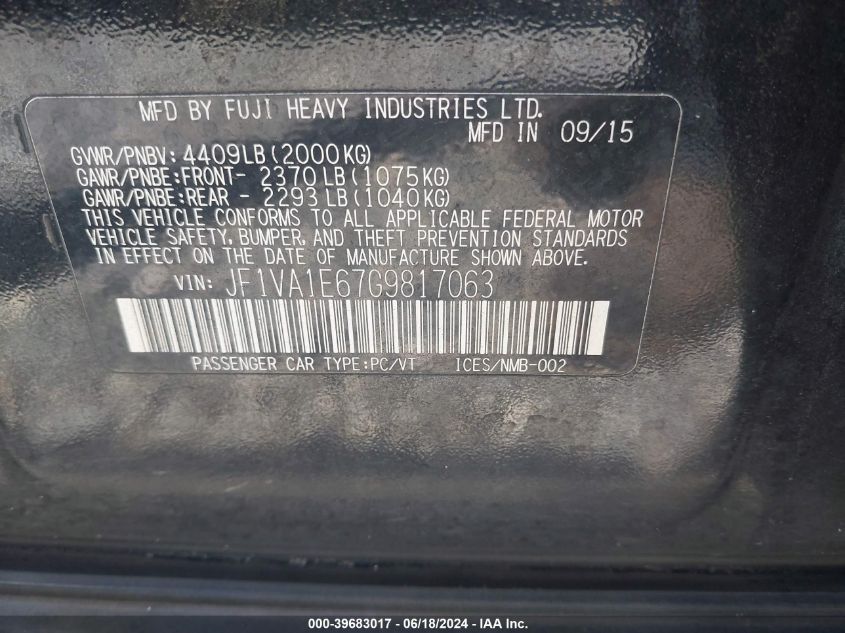 MFD BY FUJI HEAVY INDUSTRIES LTD.
MFD IN 09/15
GVWR/PNBV: 4409LB(2000KG)
GAWR/PNBE:FRONT- 2370LB(1075KG)
GAWR/PNBE:REAR - 2293LB(1040KG)
THIS VEHICLE CONFORMS TO ALL APPLICABLE FEDERAL MOTOR
VEHICLE SAFETY, BUMPER, AND THEFT PREVENTION STANDARDS
IN EFFECT ON THE DATE OF MANUFACTURE SHOWN ABOVE.
VIN: JF1VA1E67G9817063
PASSENGER CAR TYPE:PC/VT ICES/NMB-002
000-39683017 - 06/18/2024 - IAA Inc.